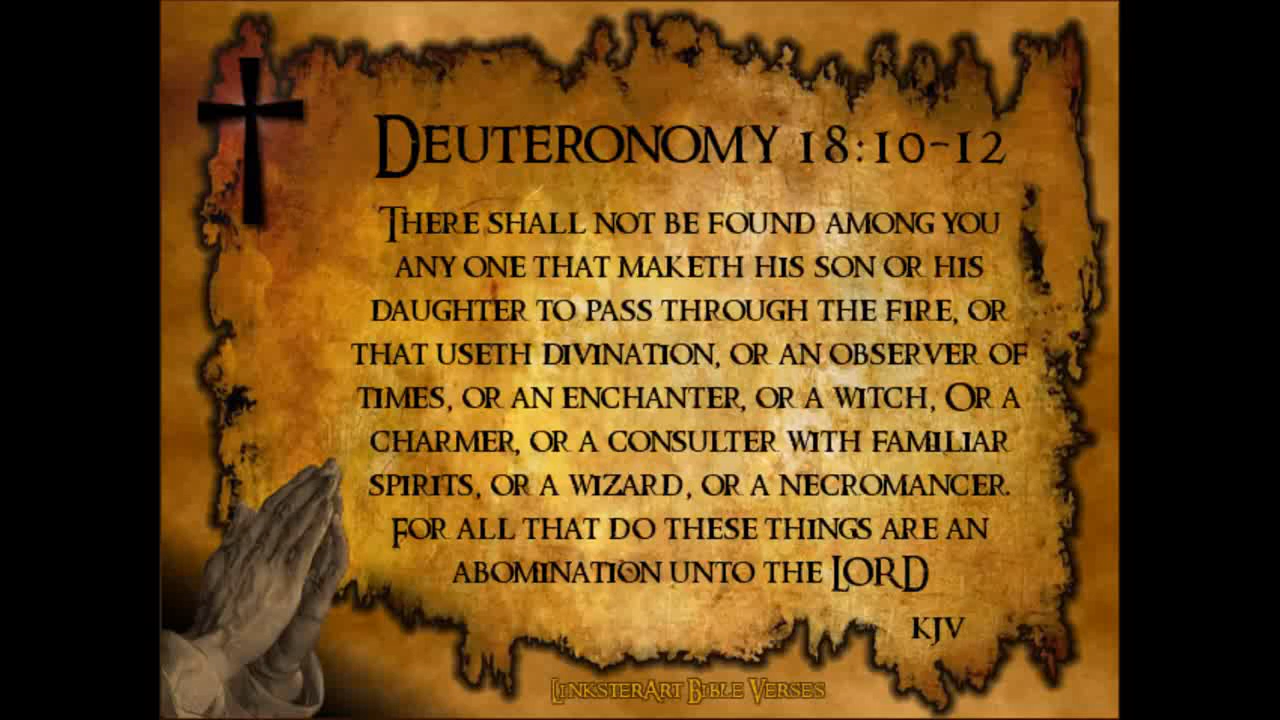 Deuteronomy 18:10-12
There shall not be found among you
any one that maketh his son or his
daughter to pass through the fire, or
that useth divination, or an observer of
times, or an enchanter, or a witch, Or a
charmer, or a consulter with familiar
spirits, or a wizard, or a necromancer.
For all that do these things are an
abomination unto the LORD
KJV
LinksterArt Bible Verses